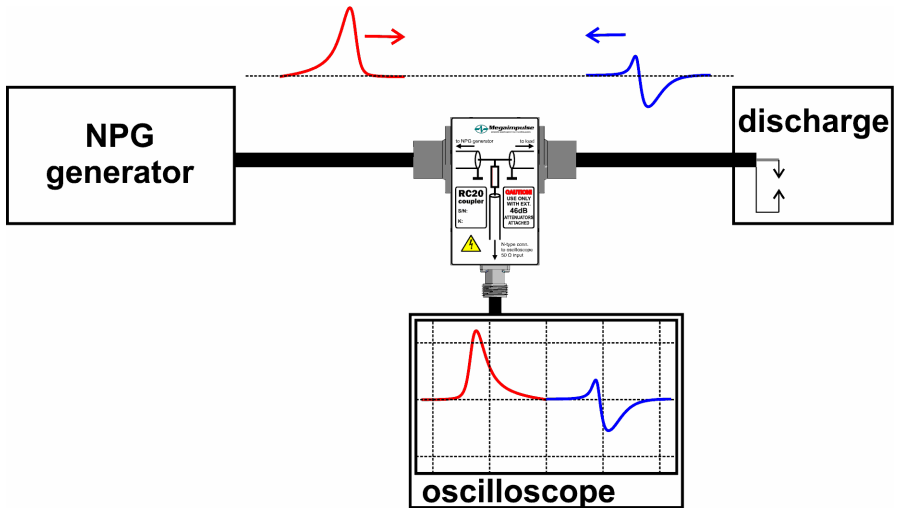 NPG
generator
discharge
Megaimpulse
to NPG generator
to load
RC20
coupler
S/N:
K:
CAUTION!
USE ONLY
WITH EXT.
46dB
ATTENUATORS
ATTACHED
N-type conn.
to oscilloscope
50 Ω input
oscilloscope